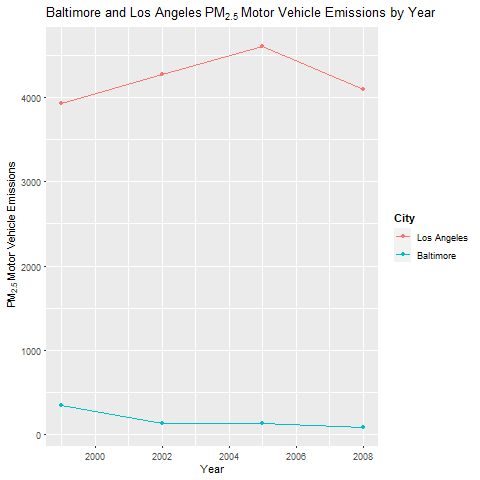 Baltimore and Los Angeles PM2.5 Motor Vehicle Emissions by Year
PM2.5 Motor Vehicle Emissions
4000
3000
2000
1000
0
2000 2002 2004 2006 2008
Year
City
Los Angeles
Baltimore